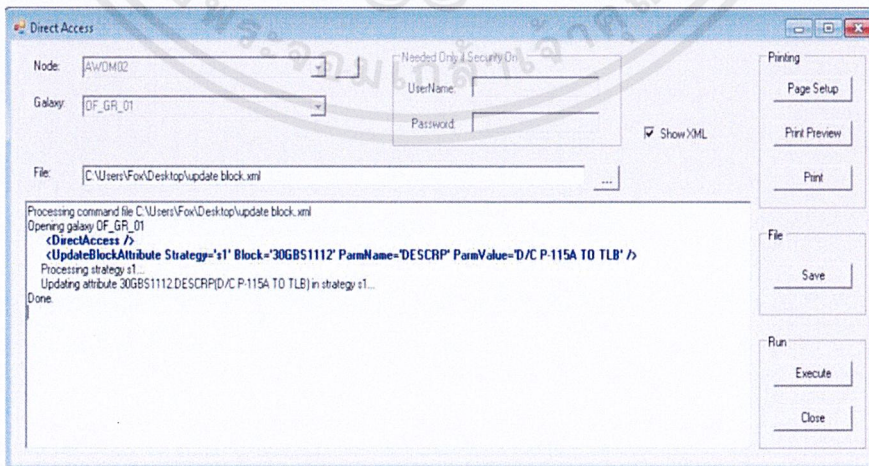 Direct Access
Node: AWDM02
Galaxy: OF_GR_01
Needed Only if Security On
UserName:
Password:
Show XML
File: C:\Users\Fox\Desktop\update block.xml
...
Processing command file C:\Users\Fox\Desktop\update block.xml
Opening galaxy OF_GR_01
<DirectAccess />
<UpdateBlockAttribute Strategy='s1' Block='30GBS1112' ParmName='DESCRP' ParmValue='D/C P-115A TO TLB' />
Processing strategy s1...
Updating attribute 30GBS1112.DESCRP(D/C P-115A TO TLB) in strategy s1...
Done.
Printing
Page Setup
Print Preview
Print
File
Save
Run
Execute
Close